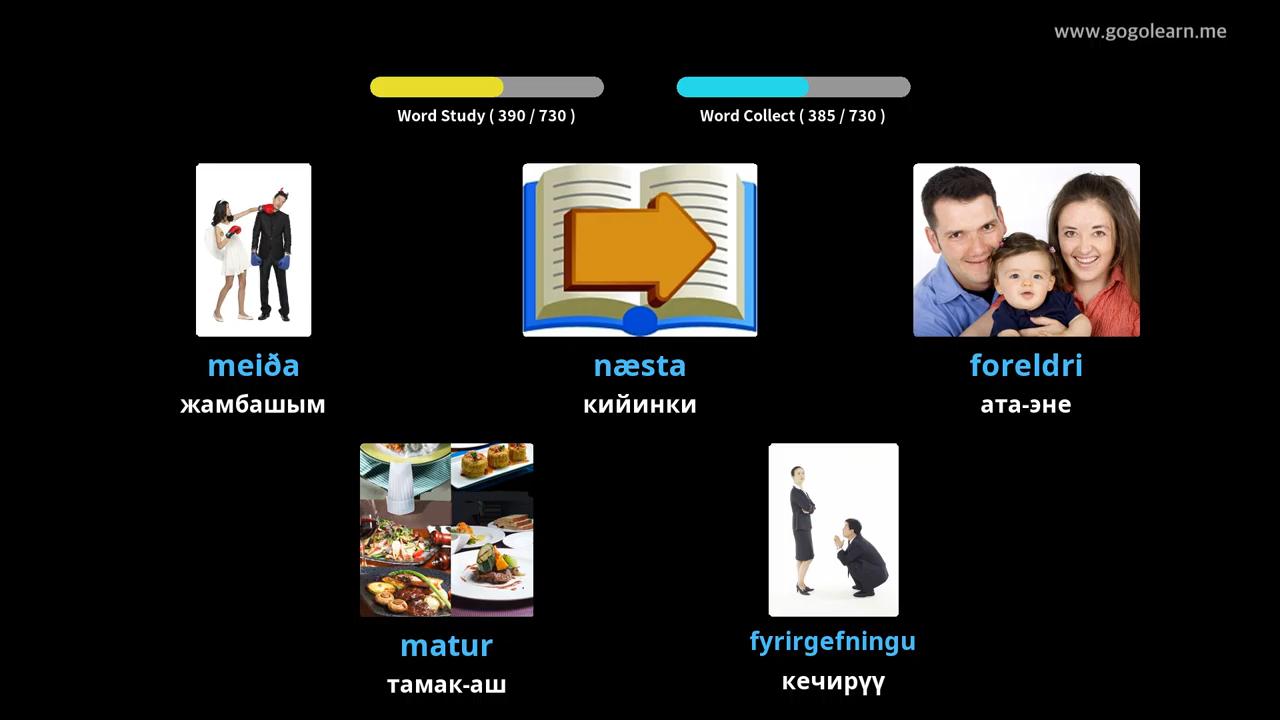 www.gogolearn.me
Word Study ( 390 / 730 )
Word Collect ( 385 / 730 )
meiða
жамбашым
næsta
кийинки
foreldri
ата-эне
matur
тамак-аш
fyrirgefningu
кечирүү